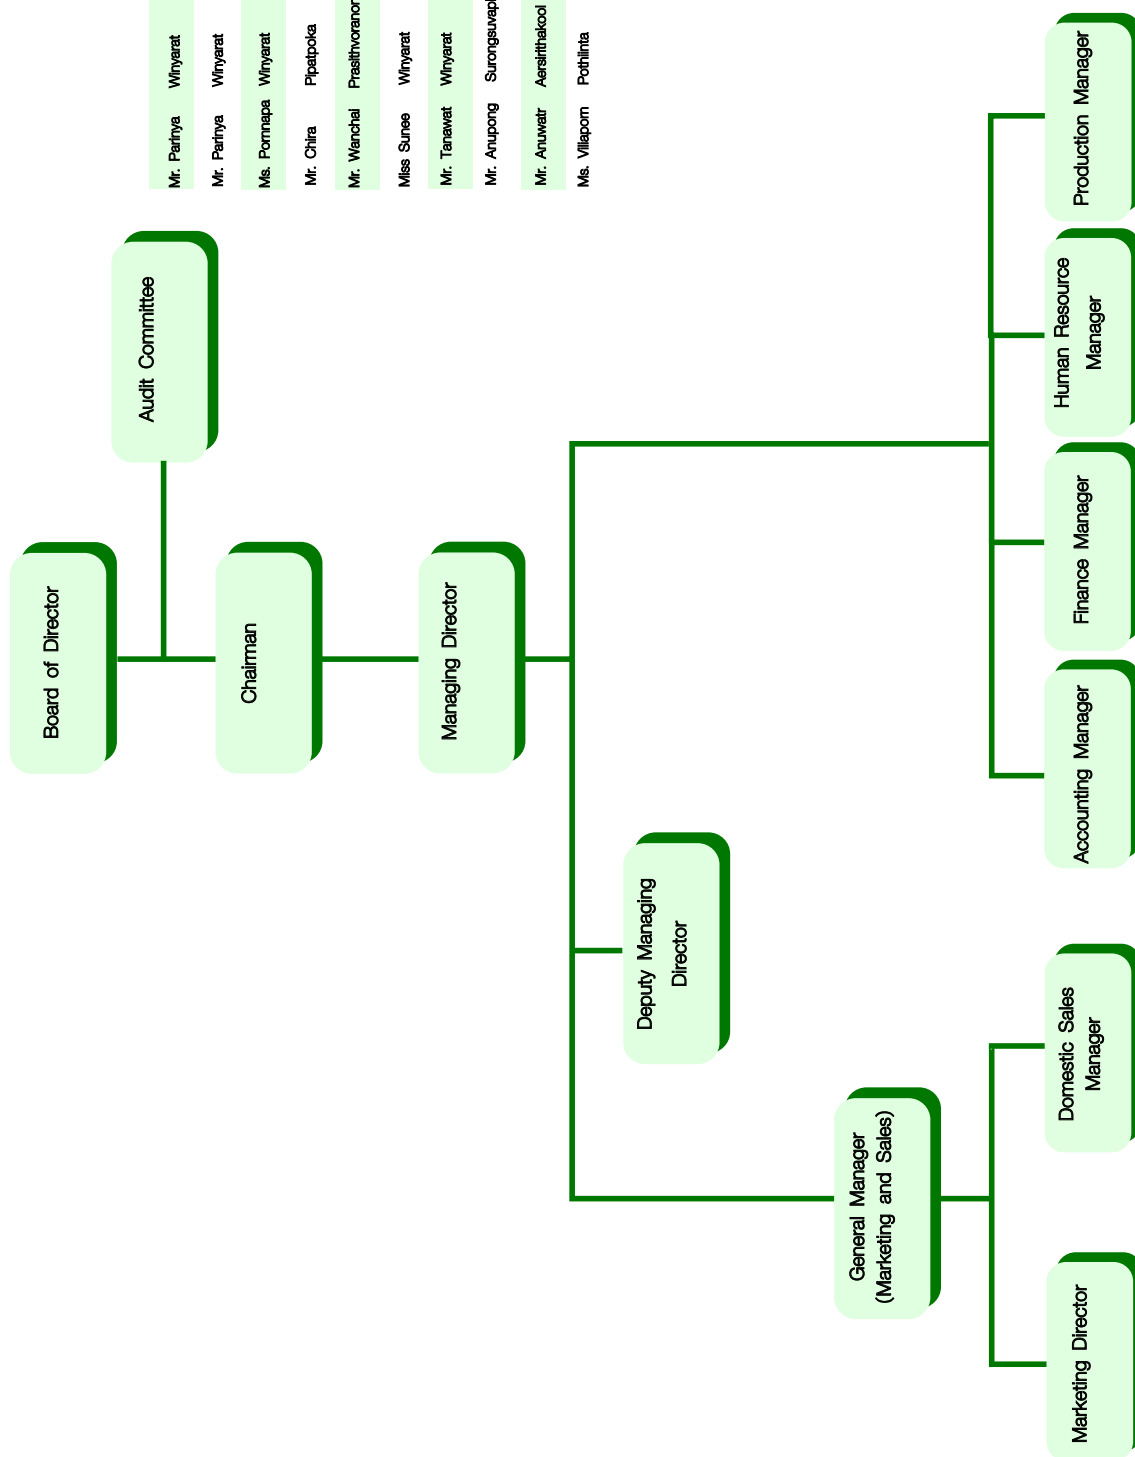 Board of Director
Audit Committee
Chairman
Managing Director
Deputy Managing
Director
General Manager
(Marketing and Sales)
Marketing Director
Domestic Sales
Manager
Accounting Manager
Finance Manager
Human Resource
Manager
Production Manager
Mr. Parinya Winyarat
Mr. Parinya Winyarat
Ms. Pornnapa Winyarat
Mr. Chira Pipatpoka
Mr. Wanchai
Miss Sunee Winyarat
Mr. Tanawat Winyarat
Mr. Anupong
Mr. Anuwatr Aersirithakool
Ms. Villaporn Pothinta